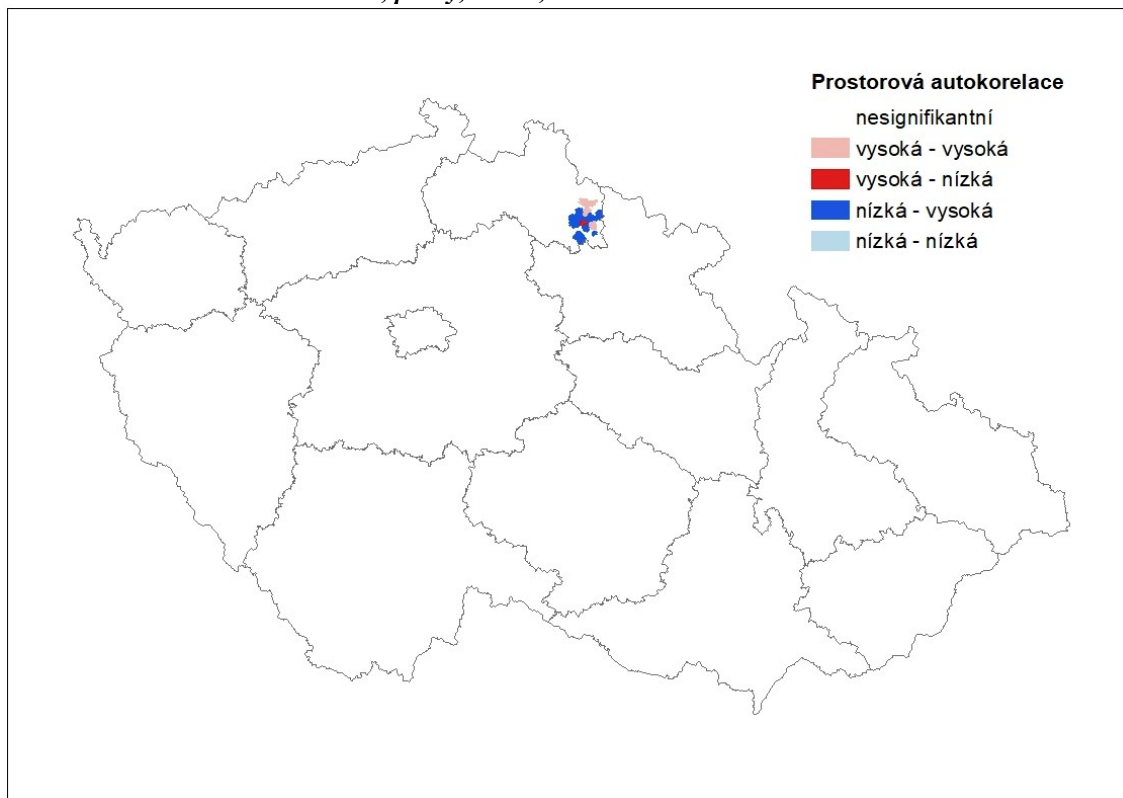 Prostorová autokorelace
nesignifikantní
vysoká - vysoká
vysoká - nízká
nízká - vysoká
nízká - nízká